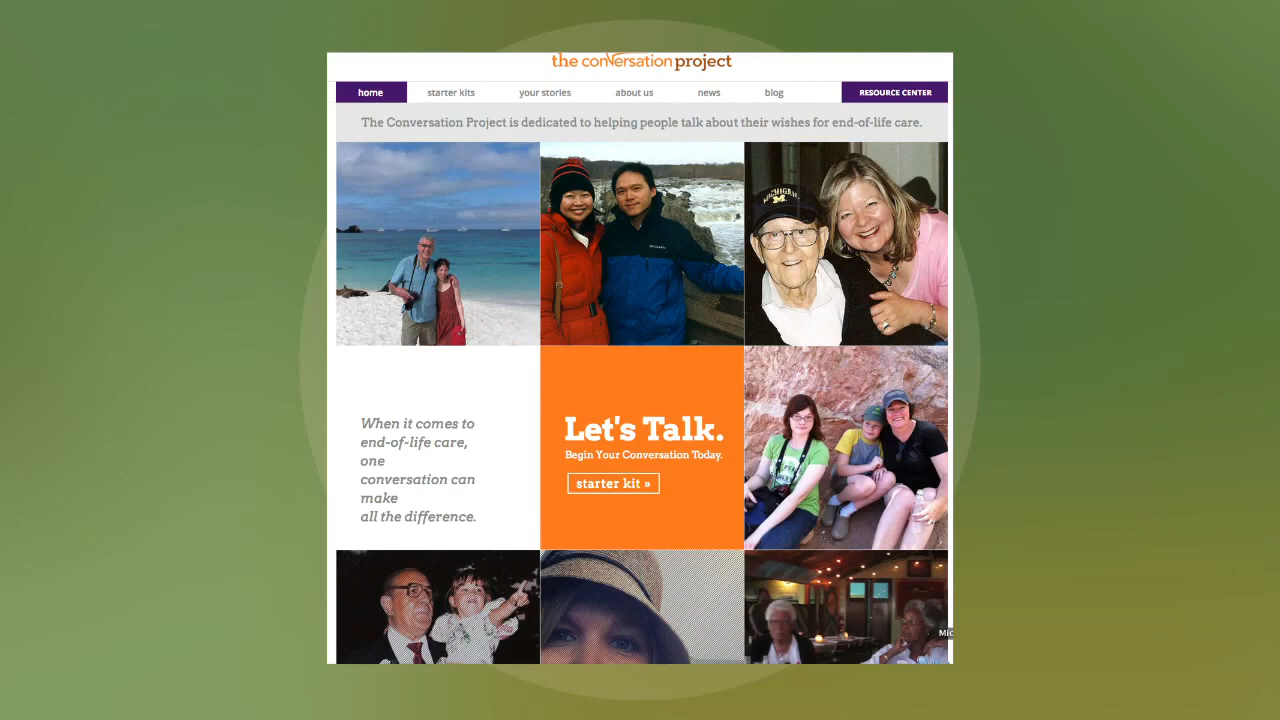 the conversation project
home starter kits your stories about us news blog RESOURCE CENTER
The Conversation Project is dedicated to helping people talk about their wishes for end-of-life care.
MICHIGAN
M
When it comes to
end-of-life care,
one
conversation can
make
all the difference.
Let's Talk.
Begin Your Conversation Today.
starter kit »
Mic